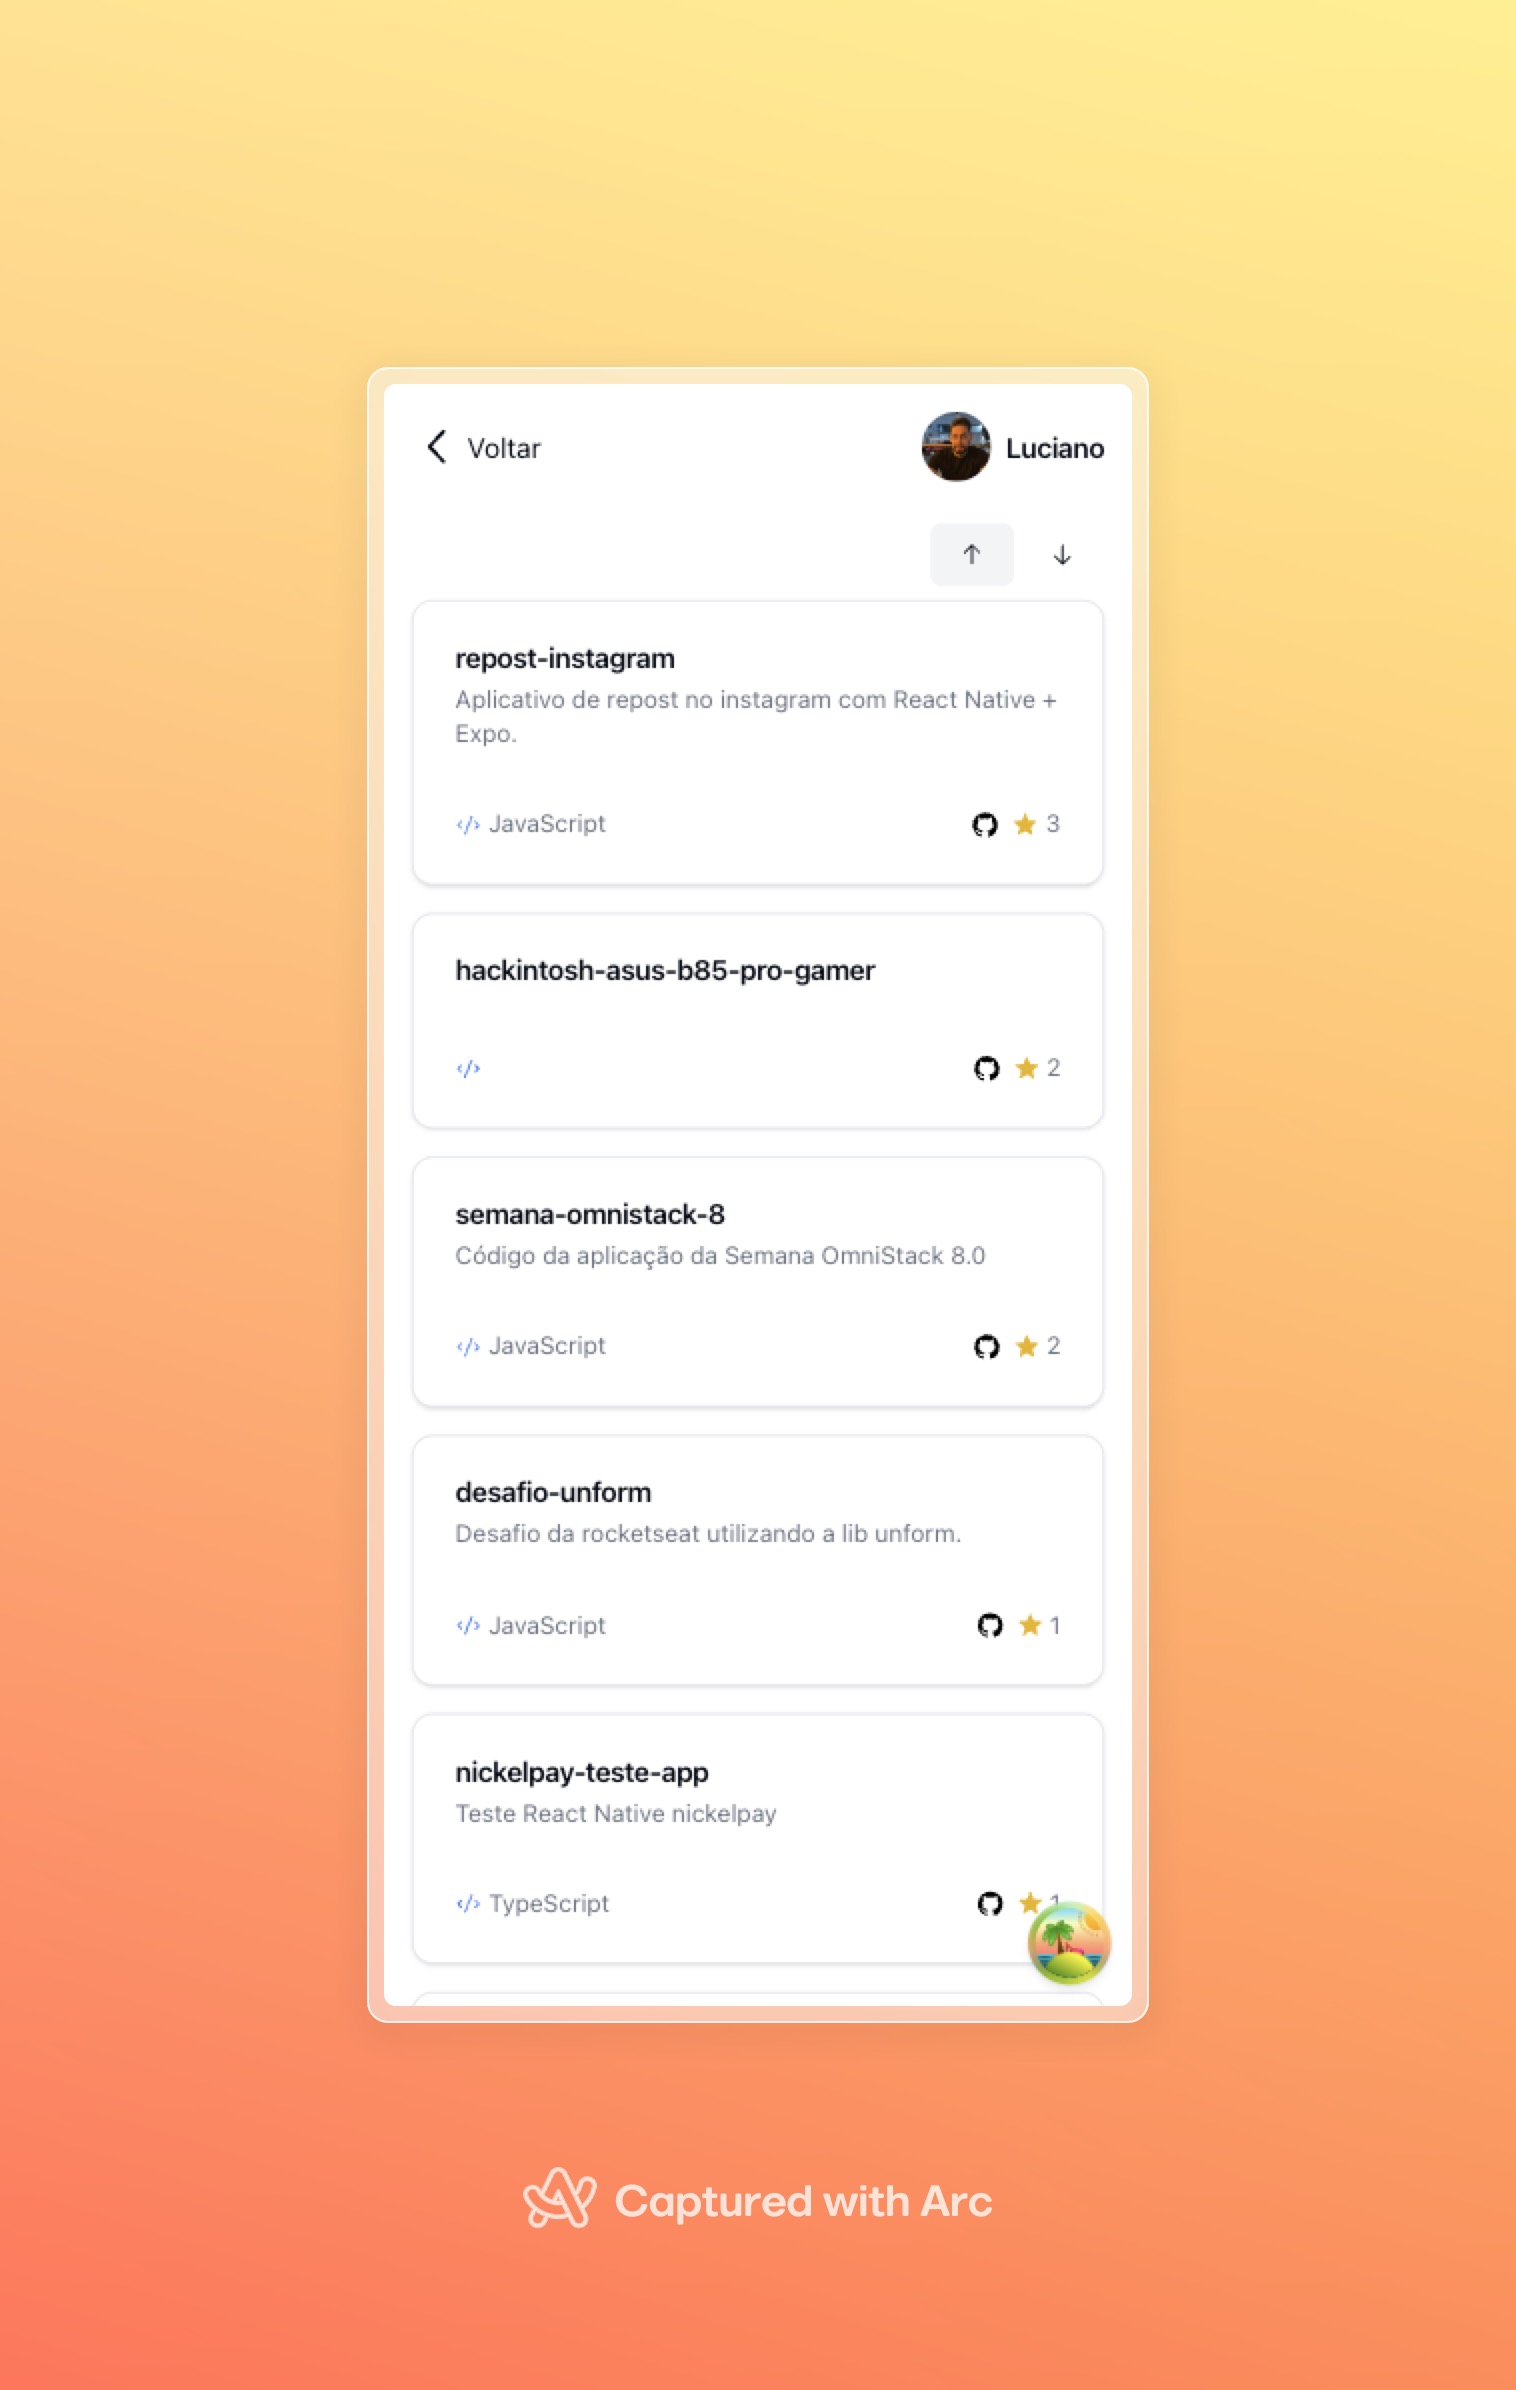 Voltar
Luciano
repost-instagram
Aplicativo de repost no instagram com React Native +
Expo.
JavaScript
3
hackintosh-asus-b85-pro-gamer
2
semana-omnistack-8
Código da aplicação da Semana OmniStack 8.0
JavaScript
2
desafio-unform
Desafio da rocketseat utilizando a lib unform.
JavaScript
1
nickelpay-teste-app
Teste React Native nickelpay
TypeScript
1
Captured with Arc